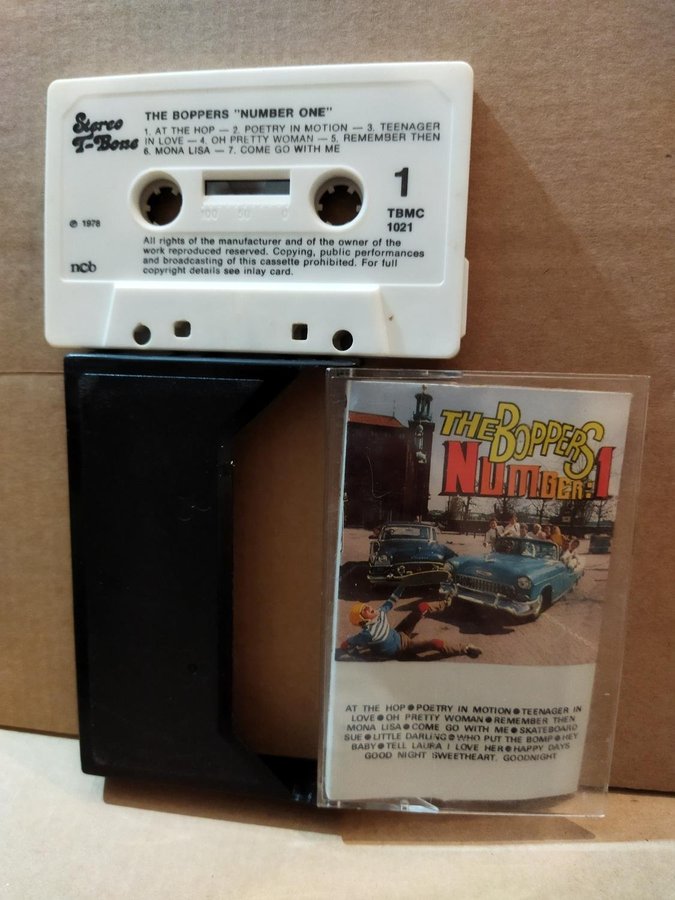 Stereo
T-Bone
THE BOPPERS "NUMBER ONE"
1. AT THE HOP — 2. POETRY IN MOTION — 3. TEENAGER
IN LOVE — 4. OH PRETTY WOMAN — 5. REMEMBER THEN
6. MONA LISA — 7. COME GO WITH ME
1
100 50 0
TBMC
1021
℗ 1978
ncb
All rights of the manufacturer and of the owner of the
work reproduced reserved. Copying, public performances
and broadcasting of this cassette prohibited. For full
copyright details see inlay card.
THE BOPPERS
NUMBER:1
AT THE HOP●POETRY IN MOTION●TEENAGER IN
LOVE●OH PRETTY WOMAN●REMEMBER THEN
MONA LISA●COME GO WITH ME●SKATEBOARD
SUE●LITTLE DARLING●WHO PUT THE BOMP●HEY
BABY●TELL LAURA I LOVE HER●HAPPY DAYS
GOOD NIGHT SWEETHEART, GOODNIGHT